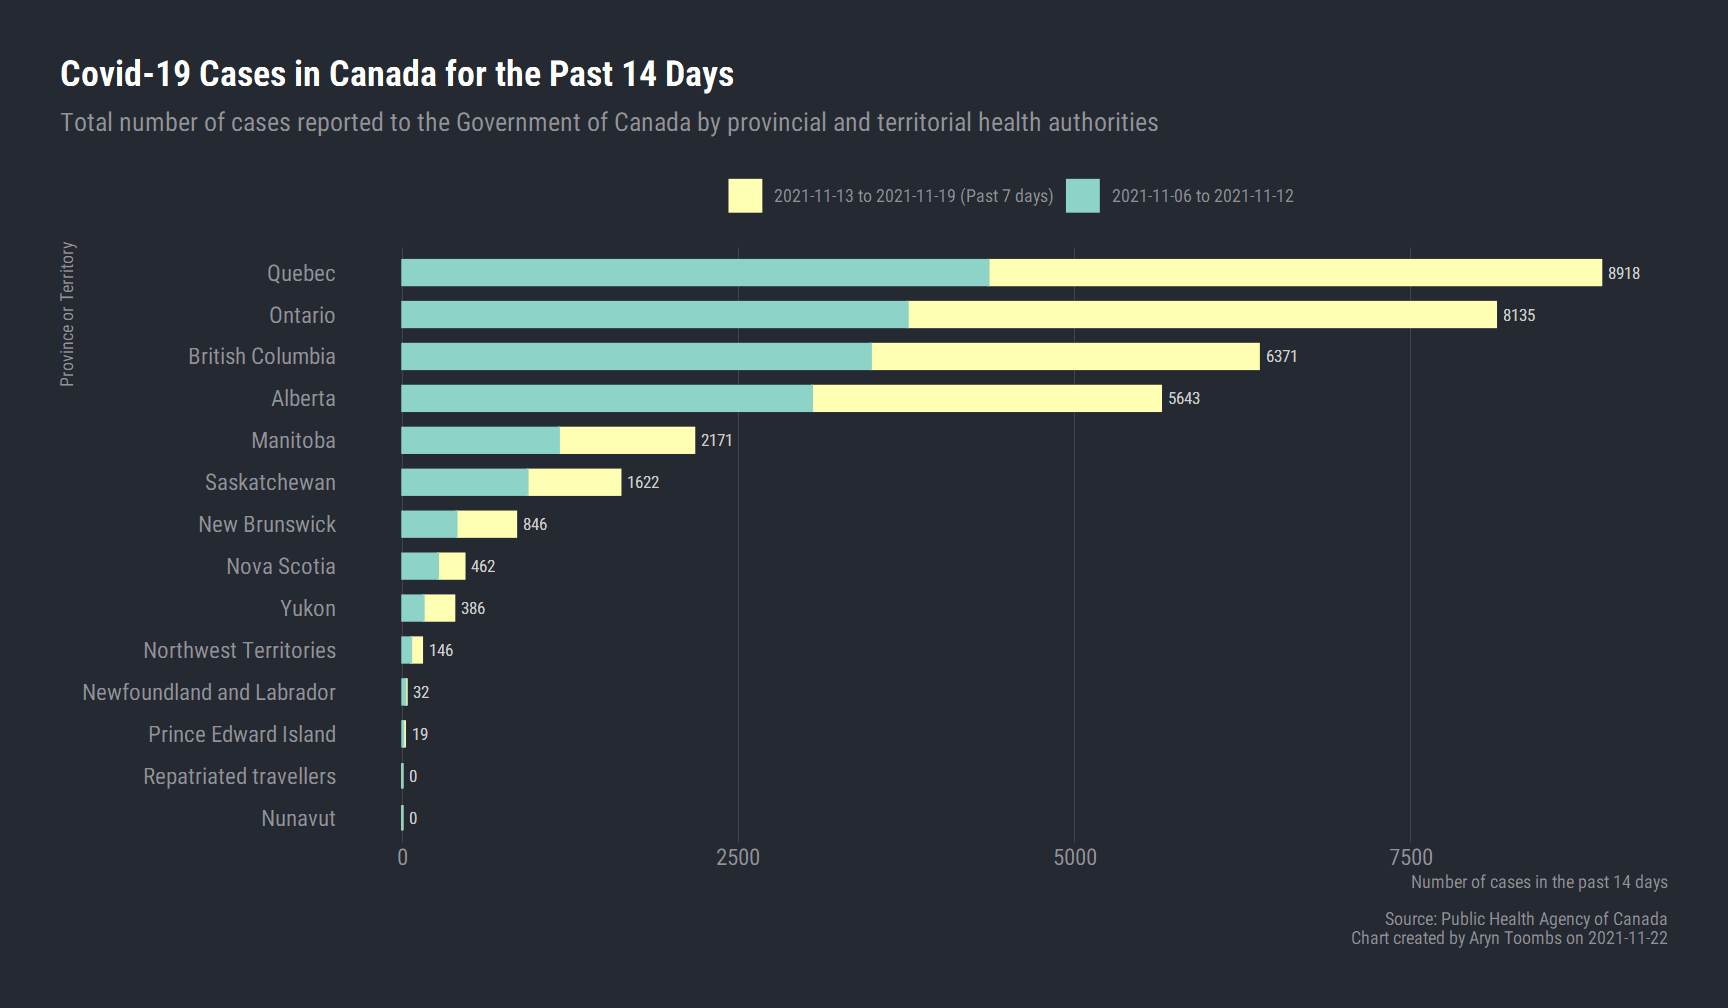 Covid-19 Cases in Canada for the Past 14 Days
Total number of cases reported to the Government of Canada by provincial and territorial health authorities
2021-11-13 to 2021-11-19 (Past 7 days) 2021-11-06 to 2021-11-12
Province or Territory
Quebec 8918
Ontario 8135
British Columbia 6371
Alberta 5643
Manitoba 2171
Saskatchewan 1622
New Brunswick 846
Nova Scotia 462
Yukon 386
Northwest Territories 146
Newfoundland and Labrador 32
Prince Edward Island 19
Repatriated travellers 0
Nunavut 0
0 2500 5000 7500
Number of cases in the past 14 days
Source: Public Health Agency of Canada
Chart created by Aryn Toombs on 2021-11-22